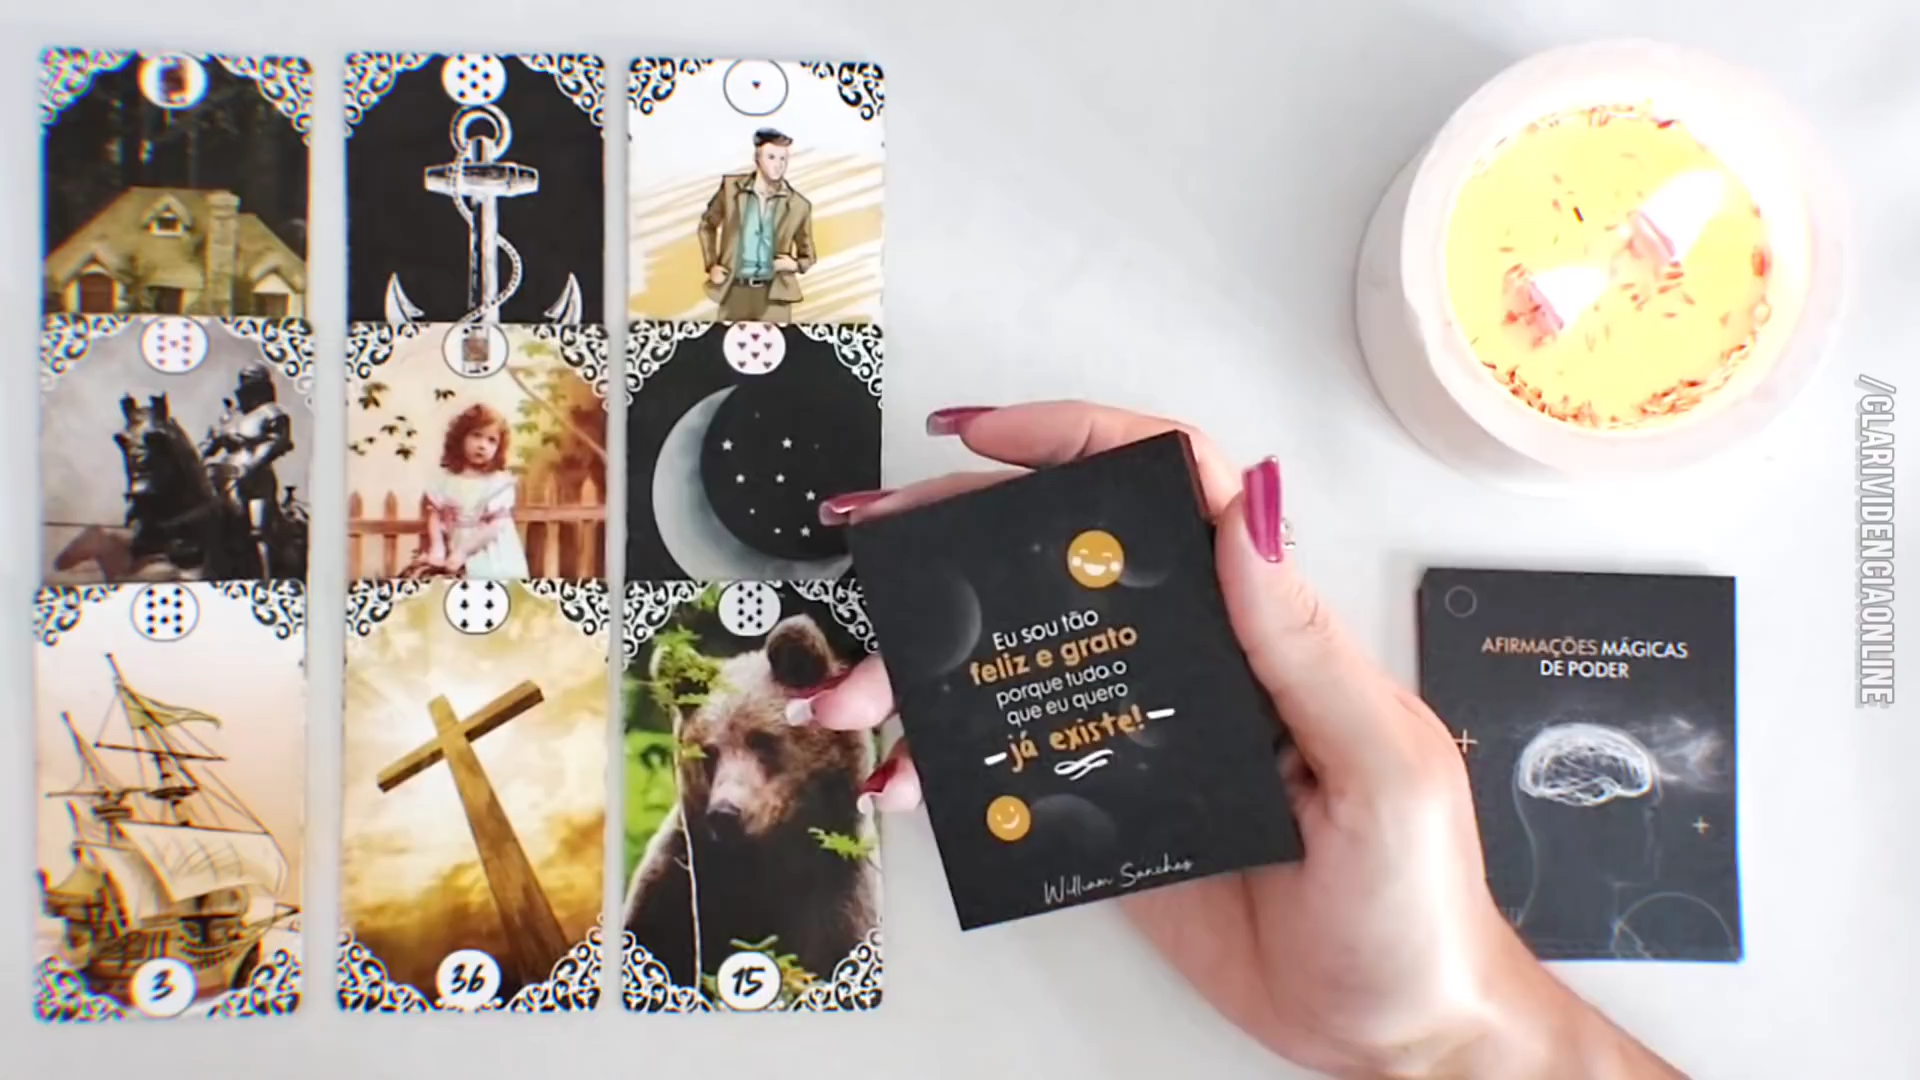 3
36
15
Eu sou tão
feliz e grato
porque tudo o
que eu quero
já existe!
William Sanches
AFIRMAÇÕES MÁGICAS
DE PODER
/CLARIVIDENCIAONLINE